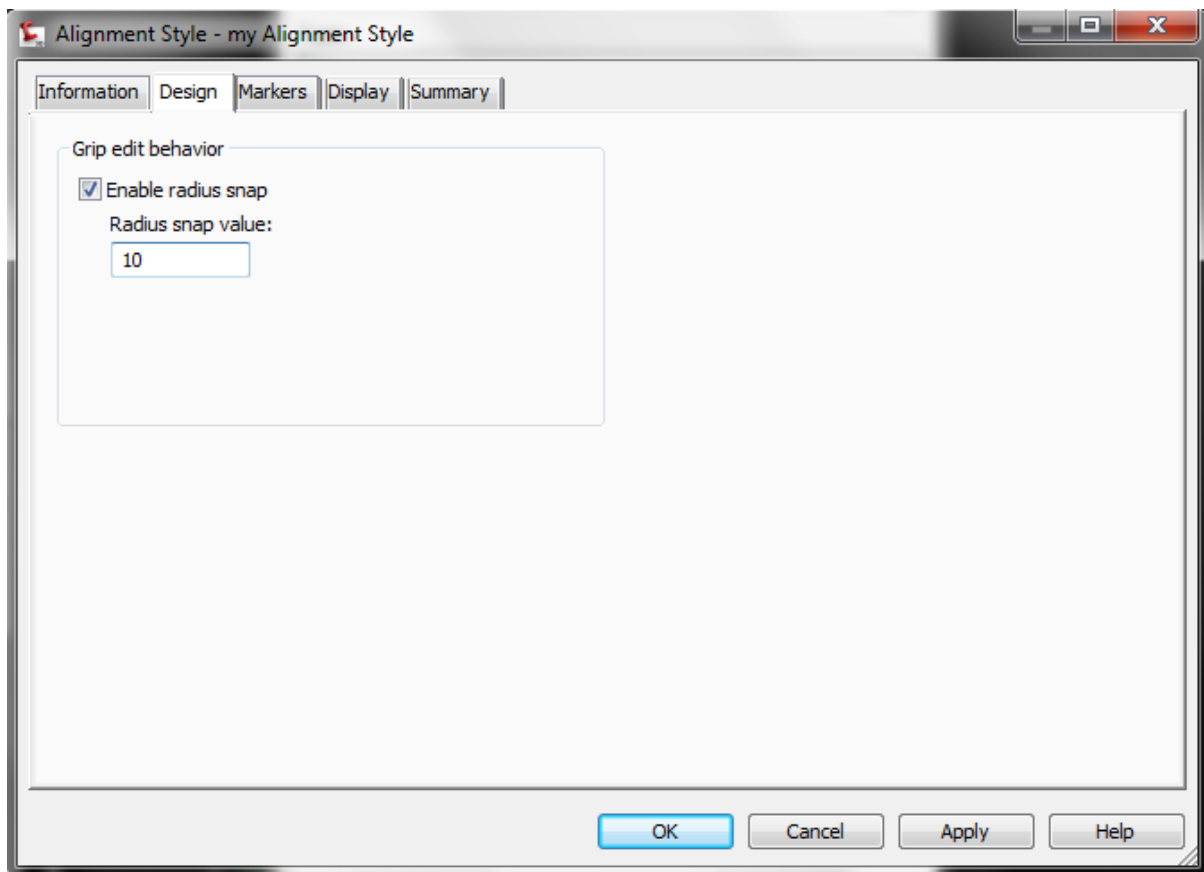 Alignment Style - my Alignment Style
Information Design Markers Display Summary
Grip edit behavior
Enable radius snap
Radius snap value:
10
OK Cancel Apply Help